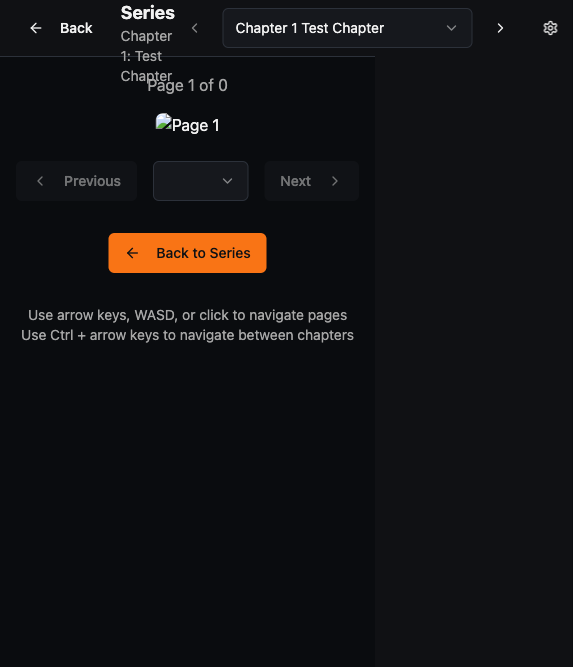 Back
Series
Chapter
1: Test
Chapter
Chapter 1 Test Chapter
Page 1 of 0
Page 1
Previous
Next
Back to Series
Use arrow keys, WASD, or click to navigate pages
Use Ctrl + arrow keys to navigate between chapters